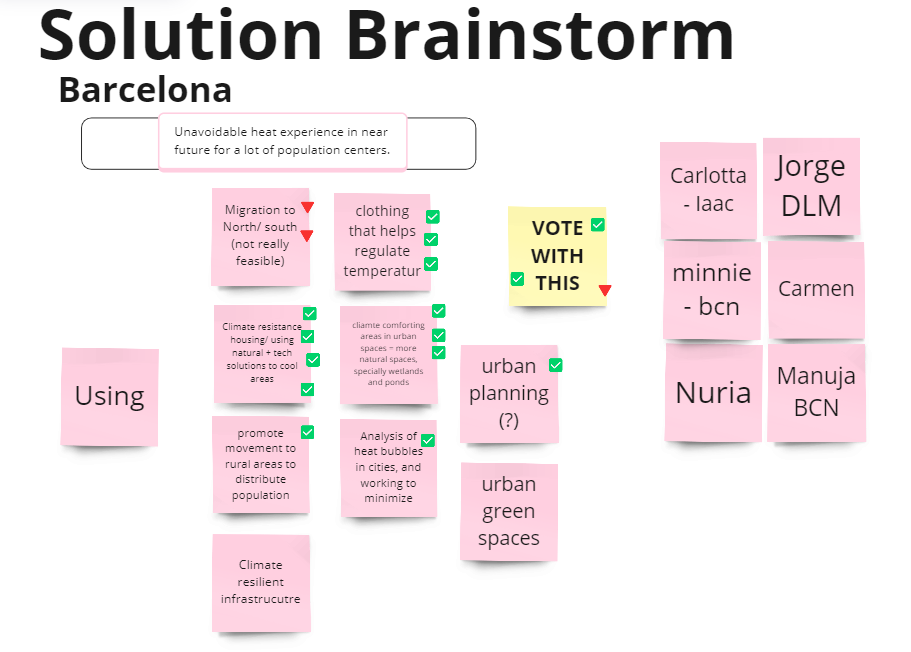 Solution Brainstorm
Barcelona
Unavoidable heat experience in near
future for a lot of population centers.
Migration to
North/ south
(not really
feasible)
clothing
that helps
regulate
temperatur
VOTE
WITH
THIS
Carlotta
- Iaac
Jorge
DLM
minnie
- bcn
Carmen
Nuria
Manuja
BCN
Using
Climate resistance
housing/ using
natural + tech
solutions to cool
areas
cliamte comforting
areas in urban
spaces - more
natural spaces,
specially wetlands
and ponds
urban
planning
(?)
promote
movement to
rural areas to
distribute
population
Analysis of
heat bubbles
in cities, and
working to
minimize
urban
green
spaces
Climate
resilient
infrastrucutre